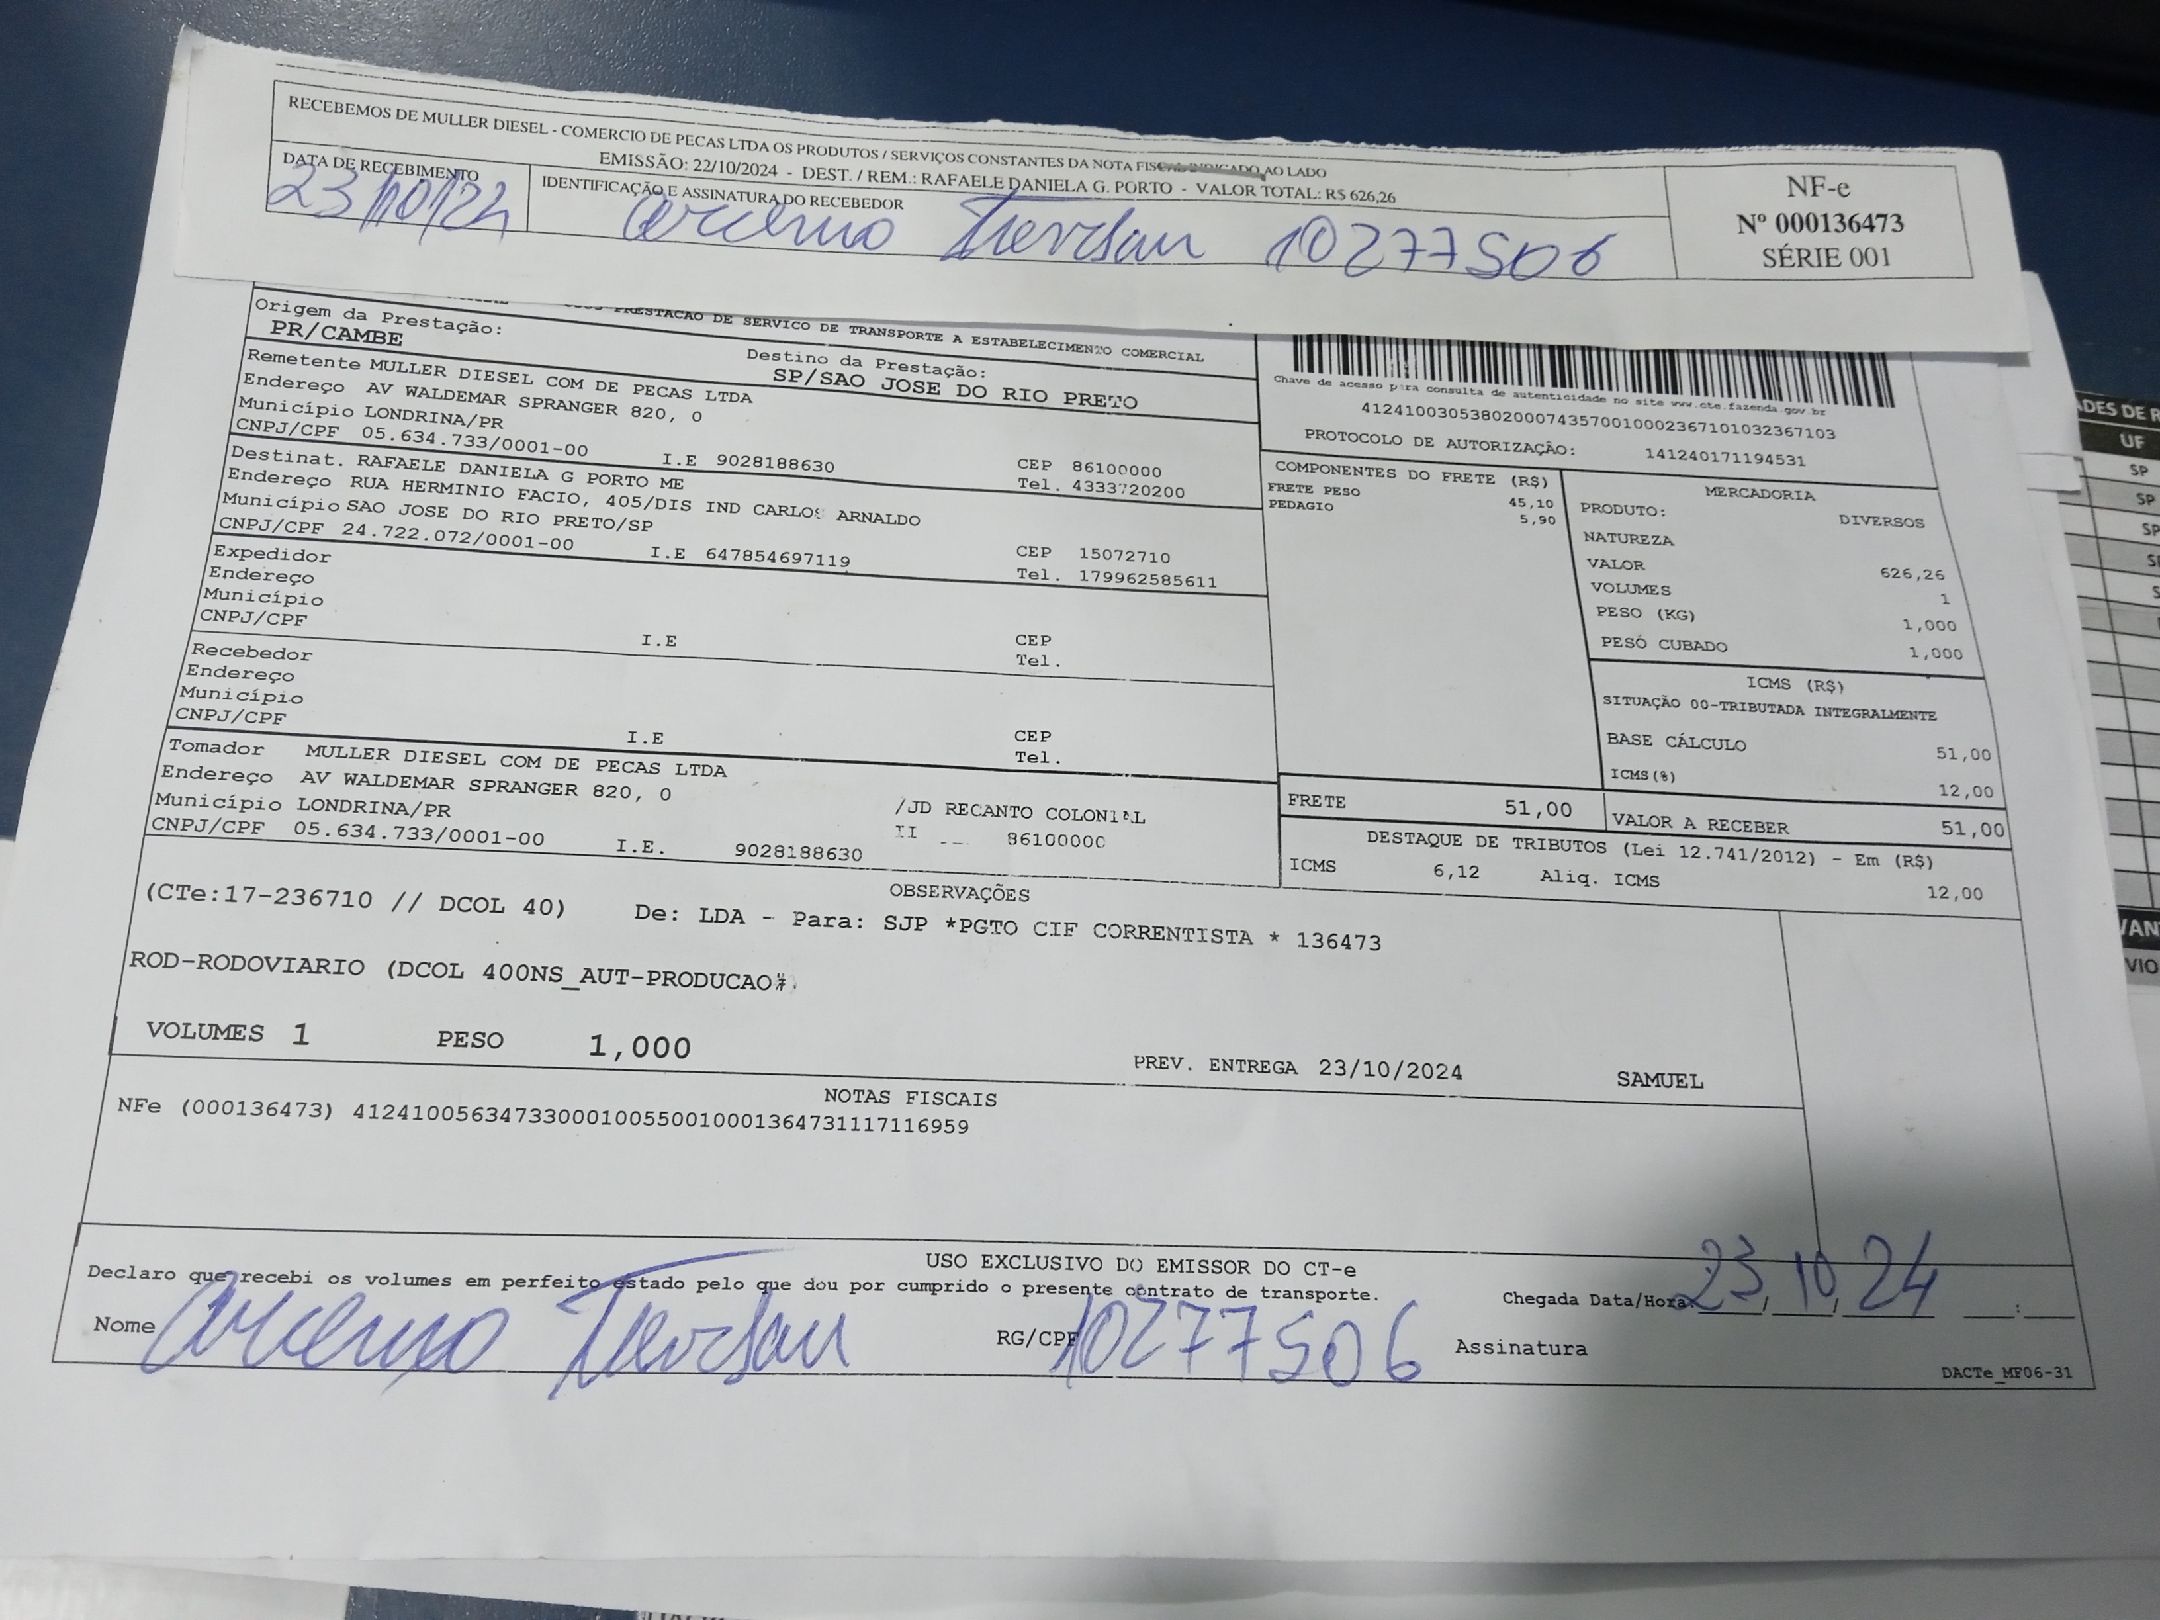 RECEBEMOS DE MULLER DIESEL - COMERCIO DE PECAS LTDA OS PRODUTOS / SERVIÇOS CONSTANTES DA NOTA FISCAL INDICADO AO LADO
EMISSÃO: 22/10/2024 - DEST. / REM.: RAFAELE DANIELA G. PORTO - VALOR TOTAL: R$ 626,26
DATA DE RECEBIMENTO
IDENTIFICAÇÃO E ASSINATURA DO RECEBEDOR
23/10/24
10277506
NF-e
Nº 000136473
SÉRIE 001
PRESTACAO DE SERVICO DE TRANSPORTE A ESTABELECIMENTO COMERCIAL
Origem da Prestação:
PR/CAMBE
Destino da Prestação:
SP/SAO JOSE DO RIO PRETO
Remetente MULLER DIESEL COM DE PECAS LTDA
Endereço AV WALDEMAR SPRANGER 820, 0
Município LONDRINA/PR
CNPJ/CPF 05.634.733/0001-00 I.E 9028188630
CEP 86100000
Tel. 4333720200
Destinat. RAFAELE DANIELA G PORTO ME
Endereço RUA HERMINIO FACIO, 405/DIS IND CARLOS ARNALDO
Município SAO JOSE DO RIO PRETO/SP
CNPJ/CPF 24.722.072/0001-00 I.E 647854697119
CEP 15072710
Tel. 179962585611
Expedidor
Endereço
Município
CNPJ/CPF I.E CEP
Tel.
Recebedor
Endereço
Município
CNPJ/CPF I.E CEP
Tel.
Tomador MULLER DIESEL COM DE PECAS LTDA
Endereço AV WALDEMAR SPRANGER 820, 0
Município LONDRINA/PR
CNPJ/CPF 05.634.733/0001-00 I.E. 9028188630
/JD RECANTO COLONIAL
II 86100000
Chave de acesso para consulta de autenticidade no site www.cte.fazenda.gov.br
41241003053802000743570010002367101032367103
PROTOCOLO DE AUTORIZAÇÃO: 141240171194531
COMPONENTES DO FRETE (R$)
FRETE PESO 45,10
PEDAGIO 5,90
MERCADORIA
PRODUTO: DIVERSOS
NATUREZA
VALOR 626,26
VOLUMES 1
PESO (KG) 1,000
PESO CUBADO 1,000
ICMS (R$)
SITUAÇÃO 00-TRIBUTADA INTEGRALMENTE
BASE CÁLCULO 51,00
ICMS(%) 12,00
FRETE 51,00
VALOR A RECEBER 51,00
DESTAQUE DE TRIBUTOS (Lei 12.741/2012) - Em (R$)
ICMS 6,12 Aliq. ICMS 12,00
OBSERVAÇÕES
(CTe:17-236710 // DCOL 40) De: LDA - Para: SJP *PGTO CIF CORRENTISTA * 136473
ROD-RODOVIARIO (DCOL 400NS_AUT-PRODUCAO#
VOLUMES 1 PESO 1,000
PREV. ENTREGA 23/10/2024 SAMUEL
NOTAS FISCAIS
NFe (000136473) 41241005634733000100550010001364731117116959
USO EXCLUSIVO DO EMISSOR DO CT-e
Declaro que recebi os volumes em perfeito estado pelo que dou por cumprido o presente contrato de transporte.
Chegada Data/Hora: 23/10/24
Nome
RG/CPF 10277506
Assinatura
DACTe_MF06-31
ADES DE R
UF
SP
SP
VAN
VIO